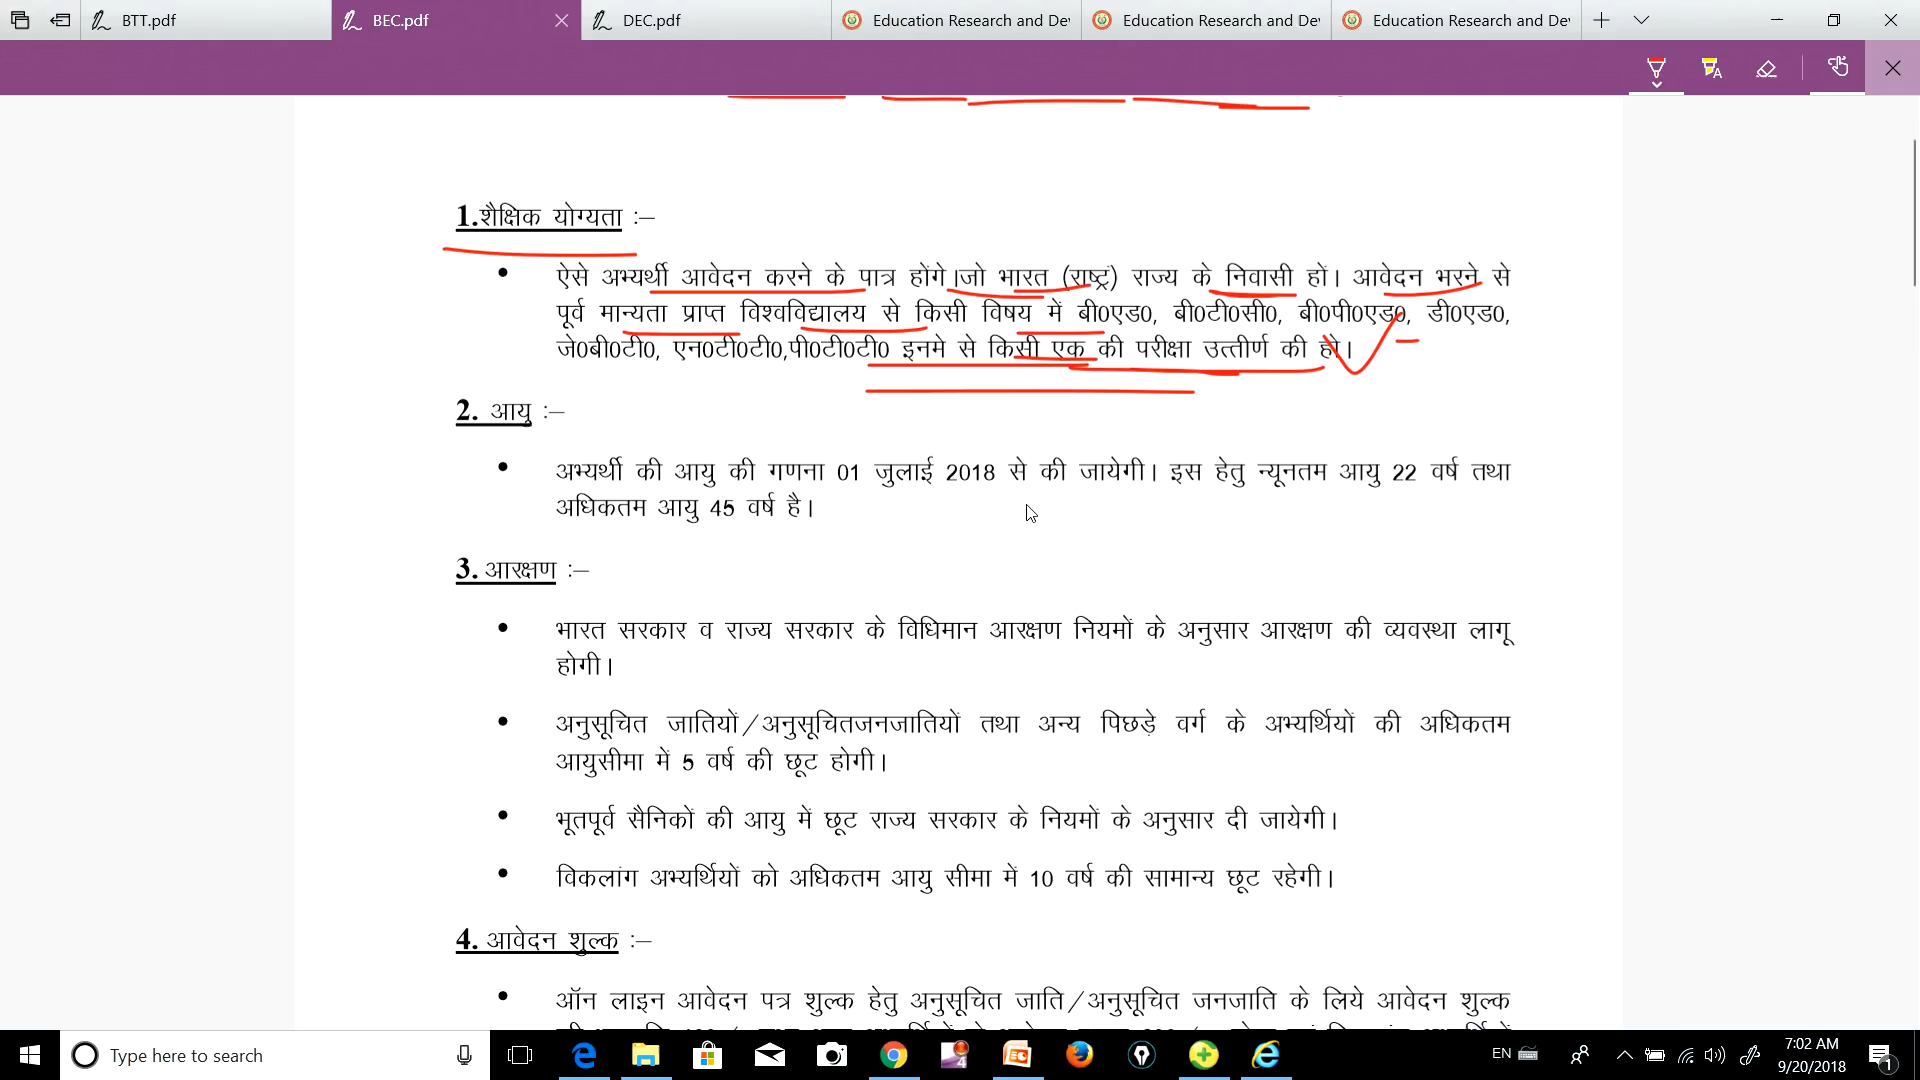 BTT.pdf
BEC.pdf
DEC.pdf
Education Research and De
Education Research and De
Education Research and De
1.शैक्षिक योग्यता :–
• ऐसे अभ्यर्थी आवेदन करने के पात्र होंगे।जो भारत (राष्ट्रं) राज्य के निवासी हों। आवेदन भरने से
पूर्व मान्यता प्राप्त विश्वविद्यालय से किसी विषय में बी0एड0, बी0टी0सी0, बी0पी0एड0, डी0एड0,
जे0बी0टी0, एन0टी0टी0,पी0टी0टी0 इनमे से किसी एक की परीक्षा उत्तीर्ण की हो।
2. आयु :–
• अभ्यर्थी की आयु की गणना 01 जुलाई 2018 से की जायेगी। इस हेतु न्यूनतम आयु 22 वर्ष तथा
अधिकतम आयु 45 वर्ष है।
3. आरक्षण :–
• भारत सरकार व राज्य सरकार के विधिमान आरक्षण नियमों के अनुसार आरक्षण की व्यवस्था लागू
होगी।
• अनुसूचित जातियों/अनुसूचितजनजातियों तथा अन्य पिछड़े वर्ग के अभ्यर्थियों की अधिकतम
आयुसीमा में 5 वर्ष की छूट होगी।
• भूतपूर्व सैनिकों की आयु में छूट राज्य सरकार के नियमों के अनुसार दी जायेगी।
• विकलांग अभ्यर्थियों को अधिकतम आयु सीमा में 10 वर्ष की सामान्य छूट रहेगी।
4. आवेदन शुल्क :–
• ऑन लाइन आवेदन पत्र शुल्क हेतु अनुसूचित जाति/अनुसूचित जनजाति के लिये आवेदन शुल्क
Type here to search
EN
7:02 AM
9/20/2018
1